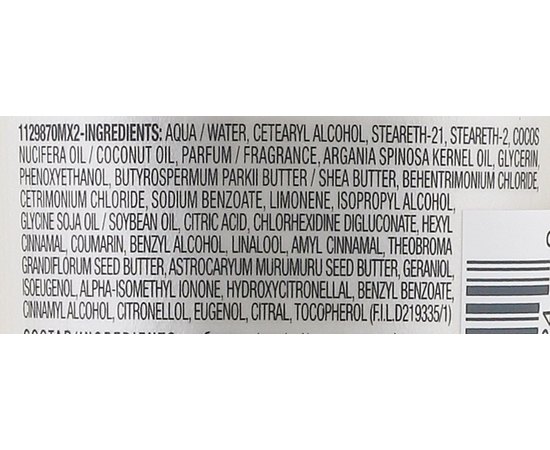 1129870MX2-INGREDIENTS: AQUA / WATER, CETEARYL ALCOHOL, STEARETH-21, STEARETH-2, COCOS
NUCIFERA OIL / COCONUT OIL, PARFUM / FRAGRANCE, ARGANIA SPINOSA KERNEL OIL, GLYCERIN,
PHENOXYETHANOL, BUTYROSPERMUM PARKII BUTTER / SHEA BUTTER, BEHENTRIMONIUM CHLORIDE,
CETRIMONIUM CHLORIDE, SODIUM BENZOATE, LIMONENE, ISOPROPYL ALCOHOL,
GLYCINE SOJA OIL / SOYBEAN OIL, CITRIC ACID, CHLORHEXIDINE DIGLUCONATE, HEXYL
CINNAMAL, COUMARIN, BENZYL ALCOHOL, LINALOOL, AMYL CINNAMAL, THEOBROMA
GRANDIFLORUM SEED BUTTER, ASTROCARYUM MURUMURU SEED BUTTER, GERANIOL,
ISOEUGENOL, ALPHA-ISOMETHYL IONONE, HYDROXYCITRONELLAL, BENZYL BENZOATE,
CINNAMYL ALCOHOL, CITRONELLOL, EUGENOL, CITRAL, TOCOPHEROL (F.I.L.D219335/1)